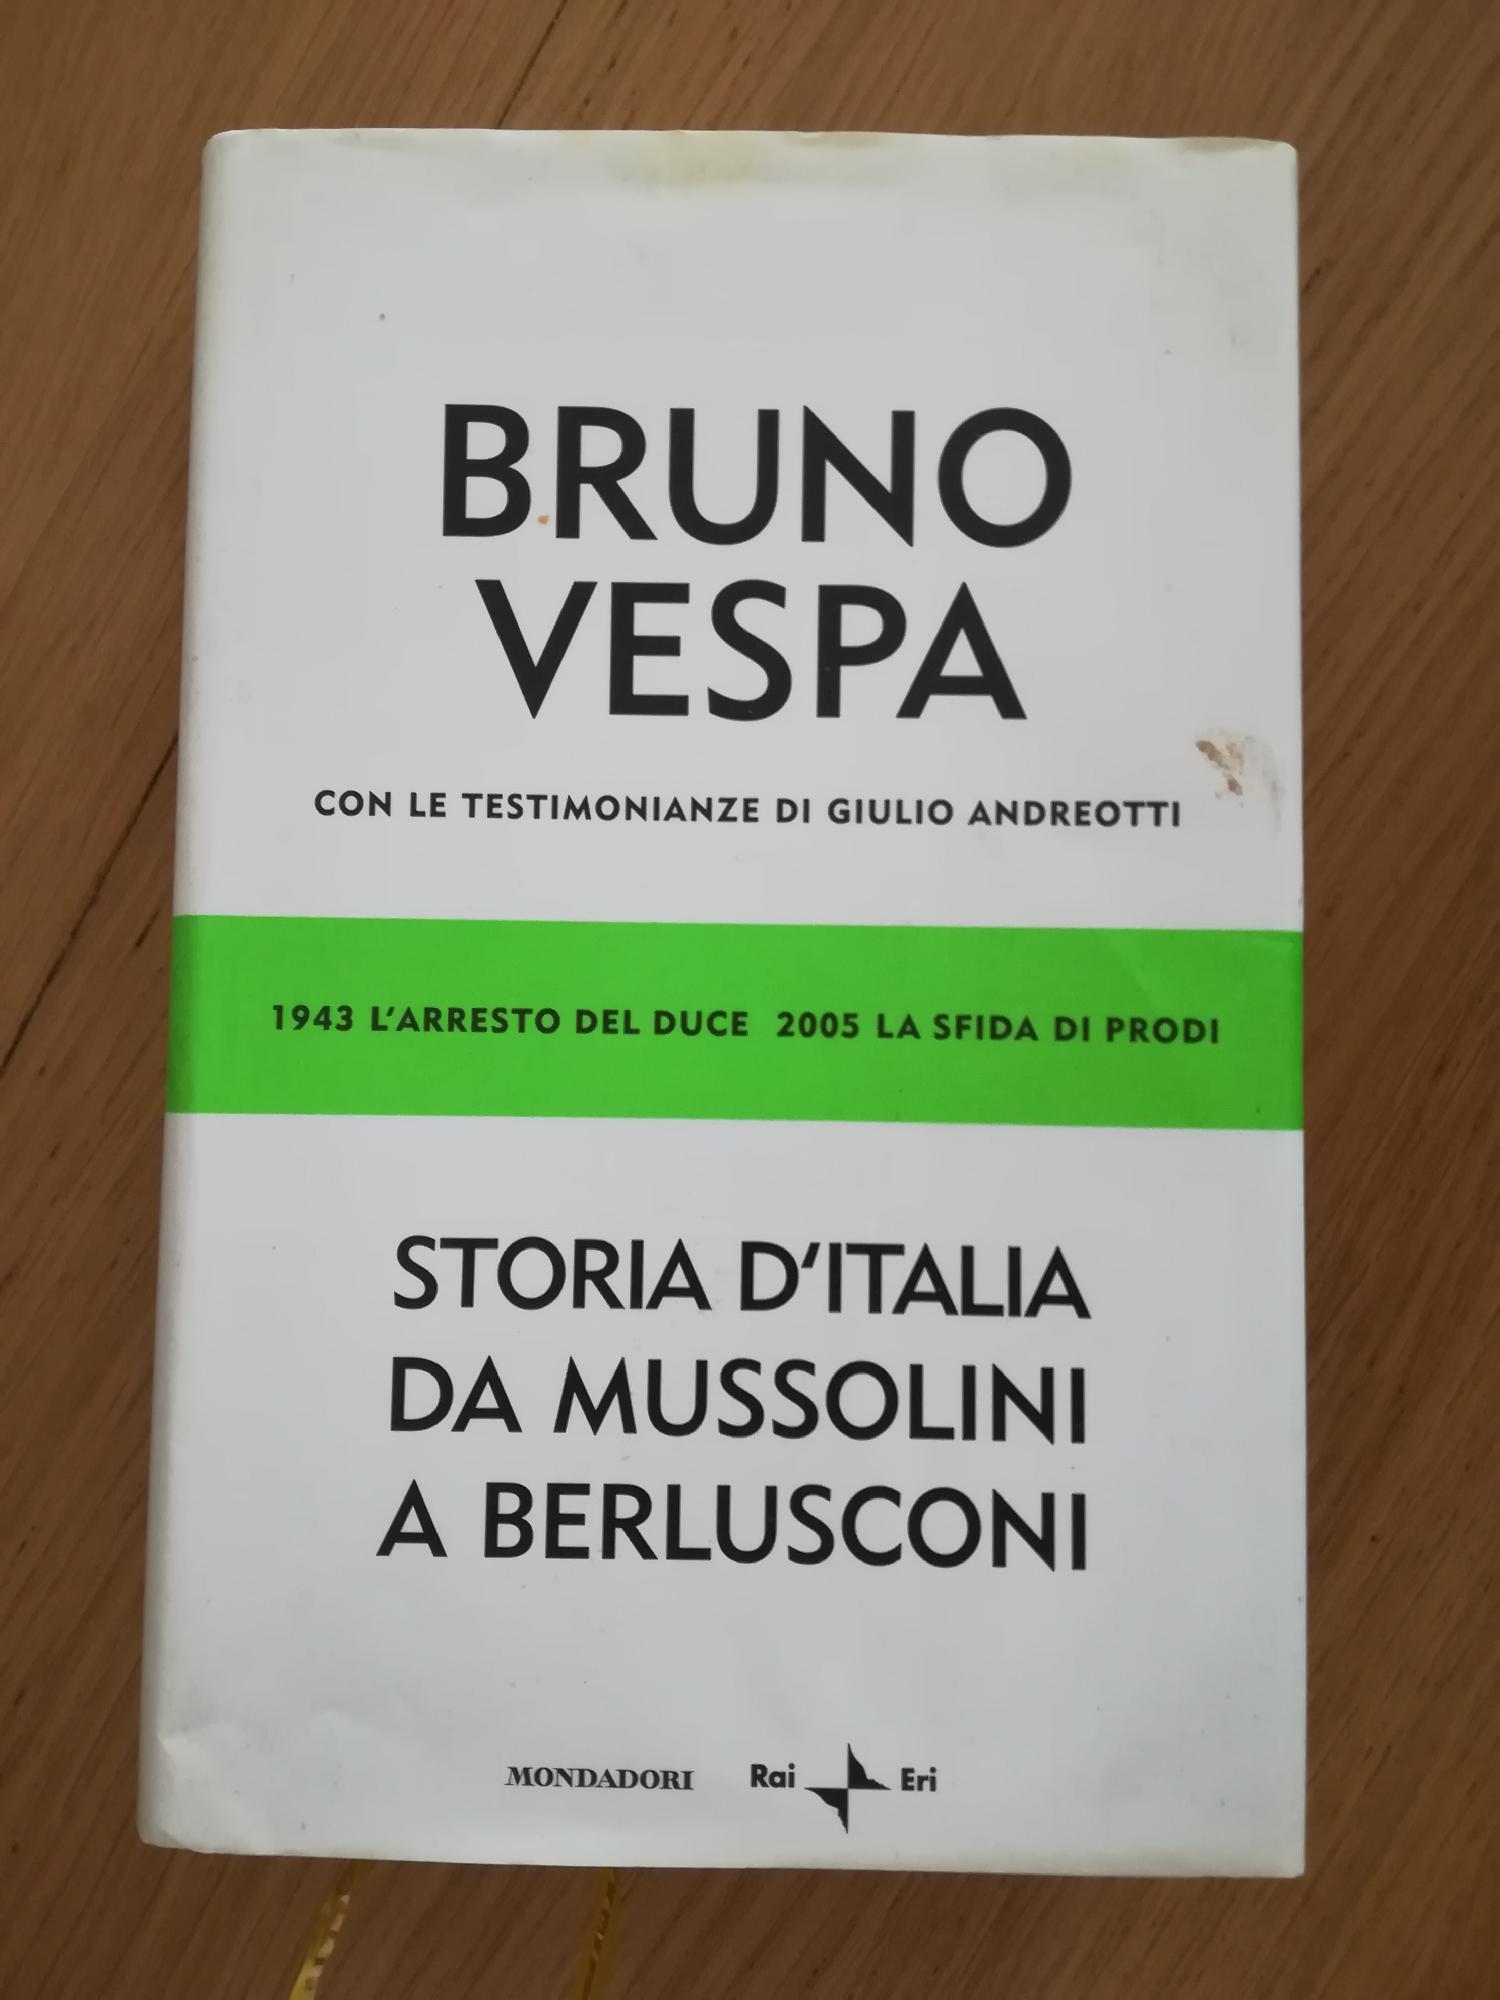 BRUNO
VESPA
CON LE TESTIMONIANZE DI GIULIO ANDREOTTI
1943 L'ARRESTO DEL DUCE 2005 LA SFIDA DI PRODI
STORIA D'ITALIA
DA MUSSOLINI
A BERLUSCONI
MONDADORI Rai Eri